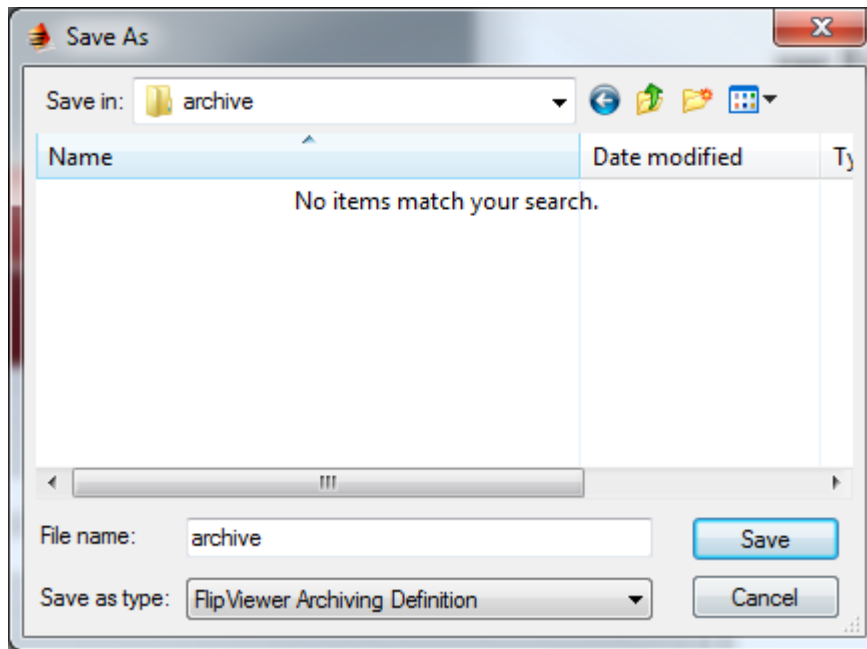 Save As
Save in: archive
Name Date modified Ty
No items match your search.
File name: archive Save
Save as type: FlipViewer Archiving Definition Cancel